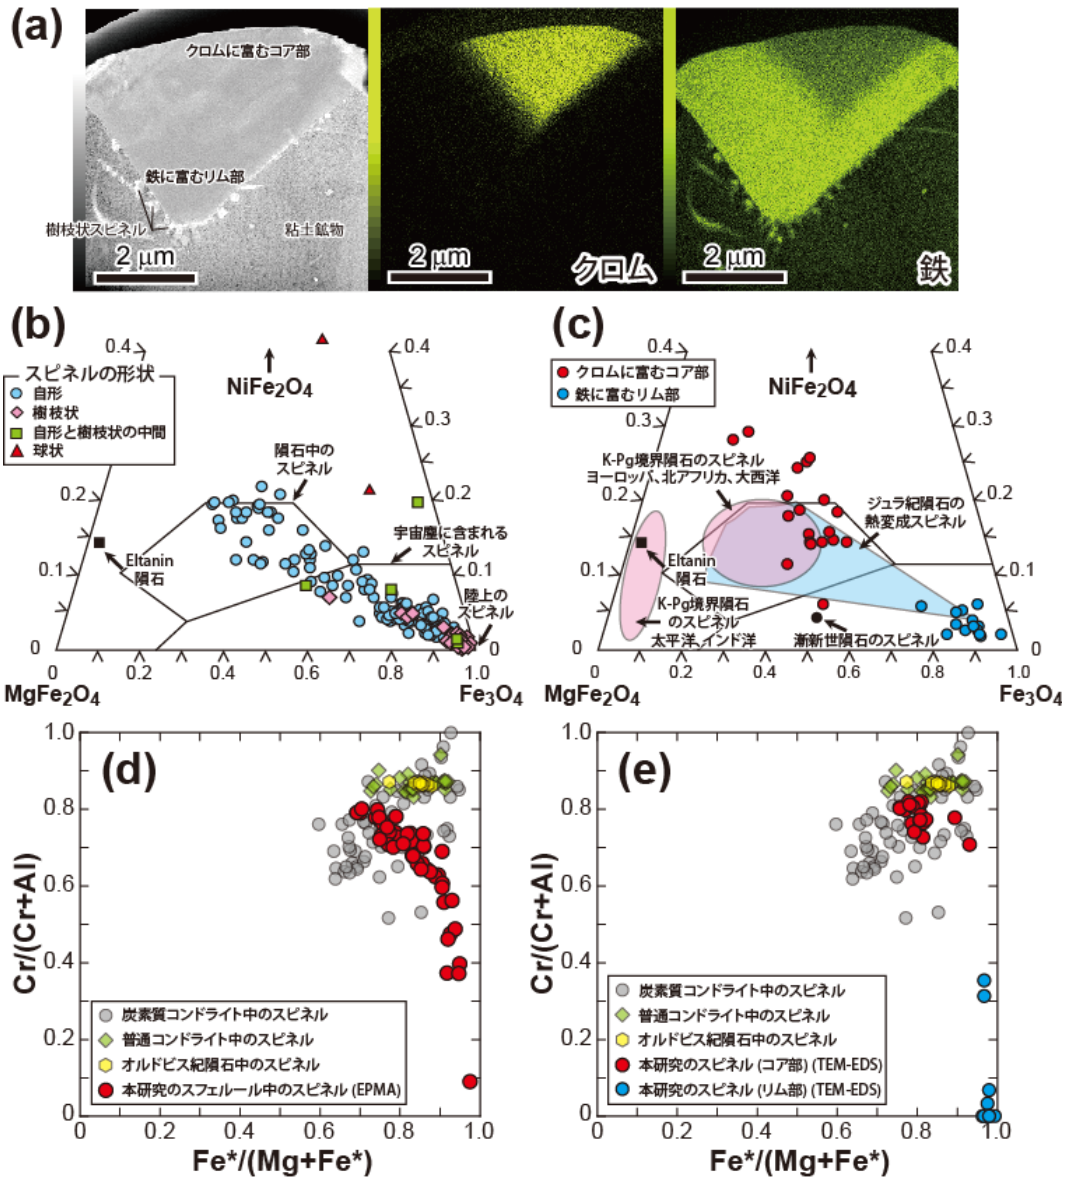 (a)
クロムに富むコア部
鉄に富むリム部
樹枝状スピネル
粘土鉱物
2 μm
2 μm
クロム
2 μm
鉄
(b)
0.4
0.4
NiFe2O4
スピネルの形状
自形
樹枝状
自形と樹枝状の中間
球状
隕石中の
スピネル
0.3
0.2
0.2
宇宙塵に含まれる
スピネル
Eltanin
隕石
0.1
陸上の
スピネル
0
0
0
0.2
0.4
0.6
0.8
1.0
MgFe2O4
Fe3O4
(c)
0.4
0.4
クロムに富むコア部
鉄に富むリム部
NiFe2O4
0.3
0.3
K-Pg境界隕石のスピネル
ヨーロッパ、北アフリカ、大西洋
0.2
0.2
ジュラ紀隕石の
熱変成スピネル
Eltanin
隕石
0.1
0.1
K-Pg境界隕石
のスピネル
太平洋、インド洋
漸新世隕石のスピネル
0
0
0
0.2
0.4
0.6
0.8
1.0
MgFe2O4
Fe3O4
(d)
1.0
0.8
0.6
0.4
0.2
0
Cr/(Cr+Al)
炭素質コンドライト中のスピネル
普通コンドライト中のスピネル
オルドビス紀隕石中のスピネル
本研究のスフェルール中のスピネル (EPMA)
0
0.2
0.4
0.6
0.8
1.0
Fe*/(Mg+Fe*)
(e)
1.0
0.8
0.6
0.4
0.2
0
Cr/(Cr+Al)
炭素質コンドライト中のスピネル
普通コンドライト中のスピネル
オルドビス紀隕石中のスピネル
本研究のスピネル (コア部) (TEM-EDS)
本研究のスピネル (リム部) (TEM-EDS)
0
0.2
0.4
0.6
0.8
1.0
Fe*/(Mg+Fe*)